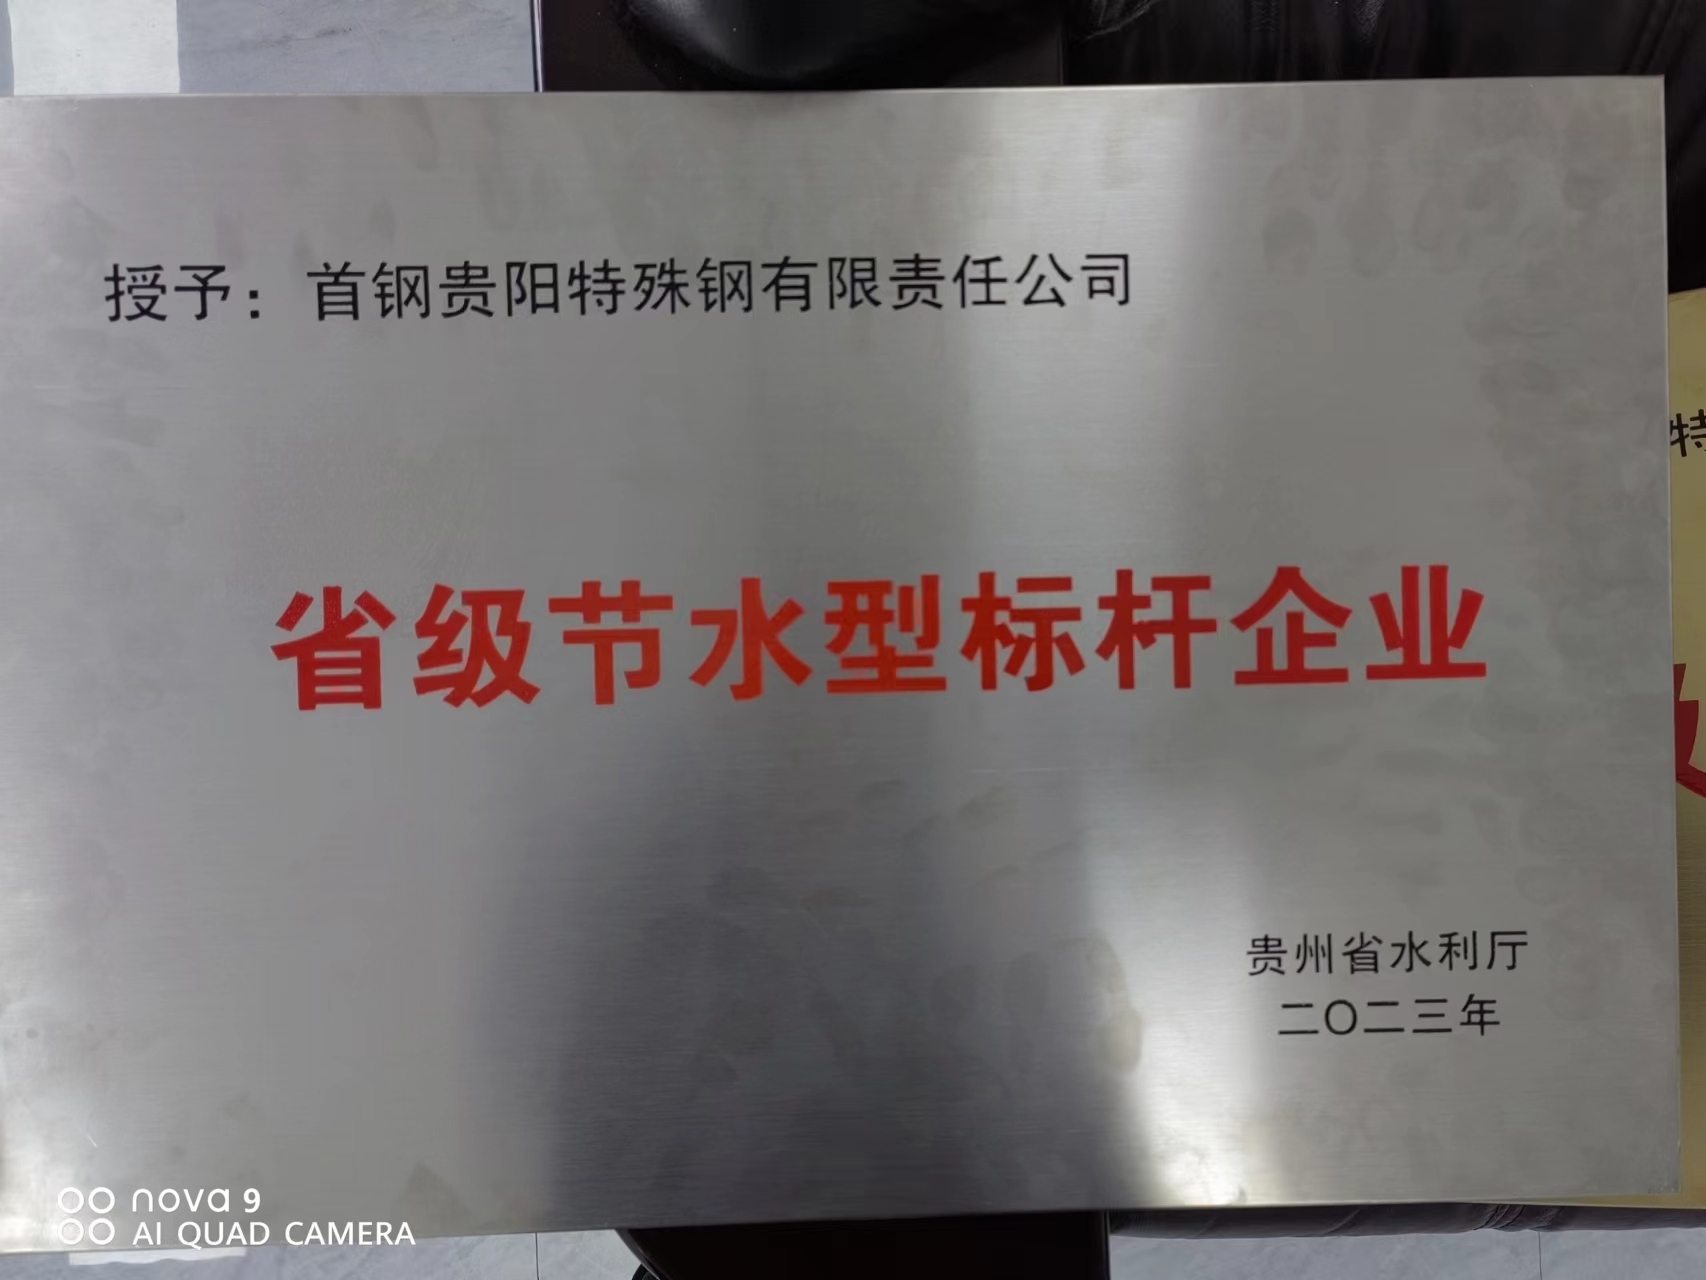 授予：首钢贵阳特殊钢有限责任公司
特
省级节水型标杆企业
贵州省水利厅
二〇二三年
nova 9
AI QUAD CAMERA